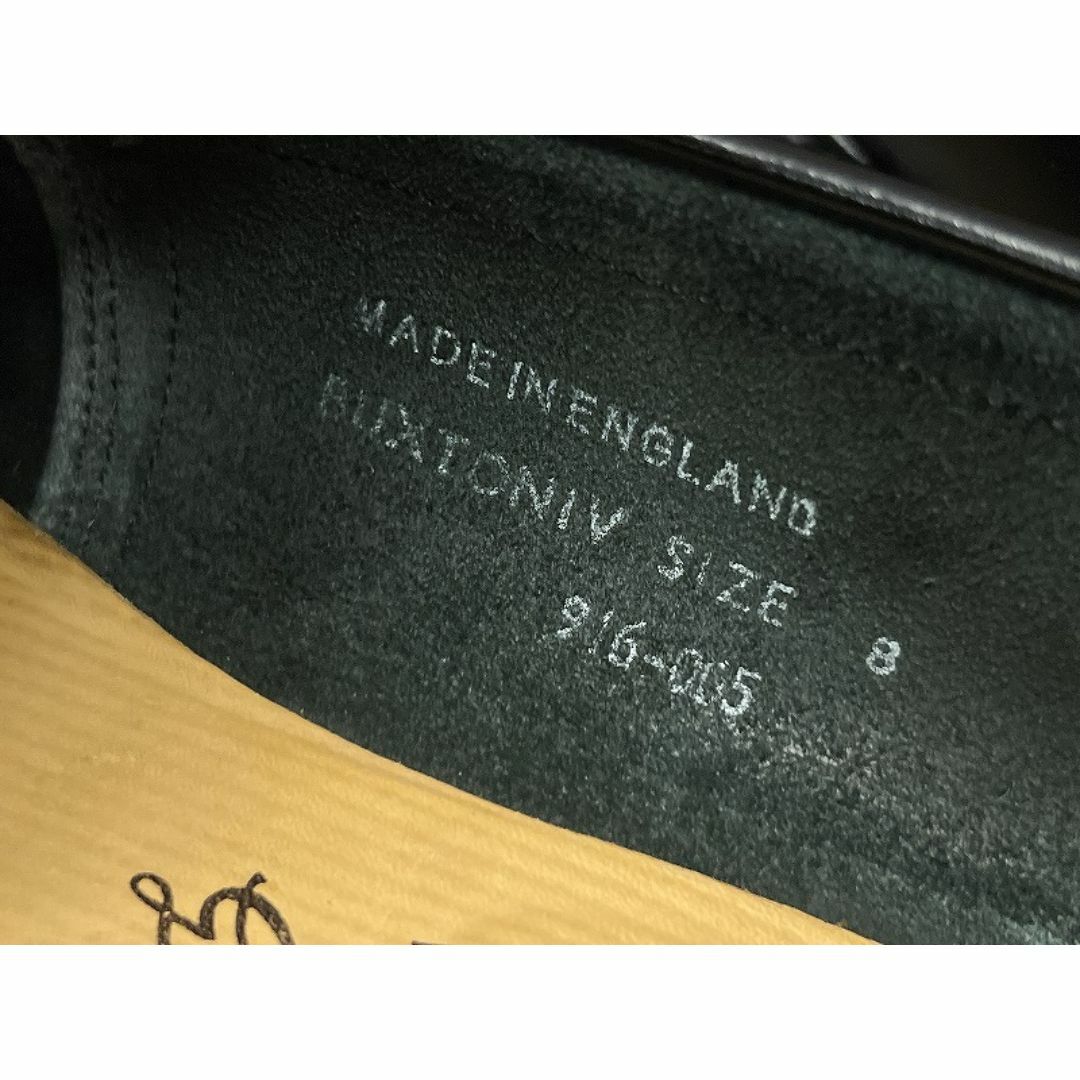 MADE IN ENGLAND
BUXTON IV SIZE 8
916-065